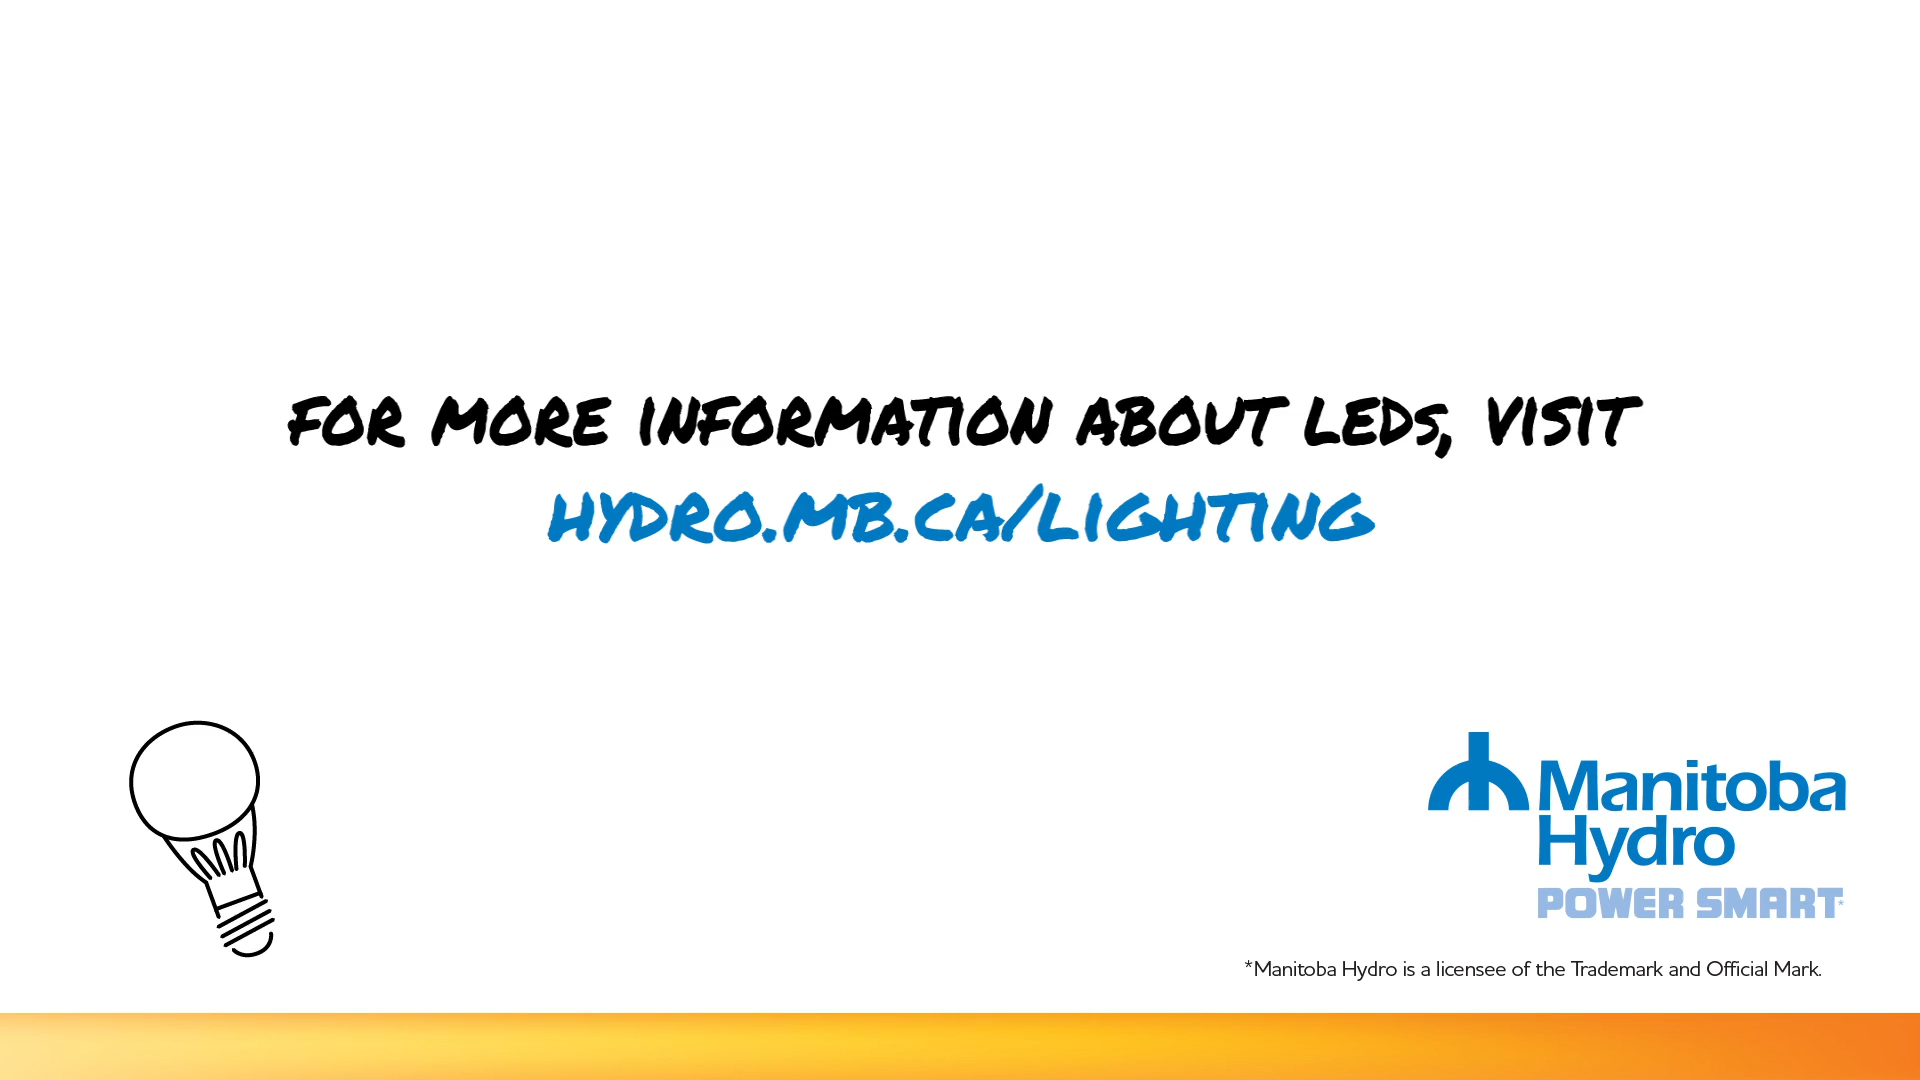 FOR MORE INFORMATION ABOUT LEDs, VISIT
HYDRO.MB.CA/LIGHTING
Manitoba
Hydro
POWER SMART*
*Manitoba Hydro is a licensee of the Trademark and Official Mark.